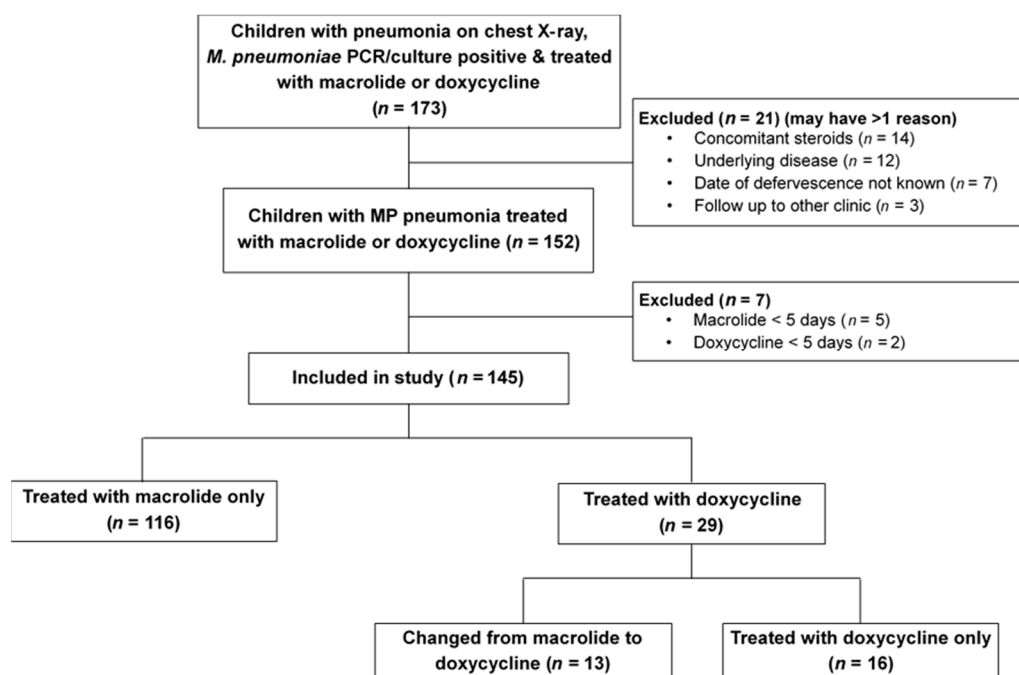 Children with pneumonia on chest X-ray,
M. pneumoniae PCR/culture positive & treated
with macrolide or doxycycline
(n = 173)
Excluded (n = 21) (may have >1 reason)
• Concomitant steroids (n = 14)
• Underlying disease (n = 12)
• Date of defervescence not known (n = 7)
• Follow up to other clinic (n = 3)
Children with MP pneumonia treated
with macrolide or doxycycline (n = 152)
Excluded (n = 7)
• Macrolide < 5 days (n = 5)
• Doxycycline < 5 days (n = 2)
Included in study (n = 145)
Treated with macrolide only
(n = 116)
Treated with doxycycline
(n = 29)
Changed from macrolide to
doxycycline (n = 13)
Treated with doxycycline only
(n = 16)